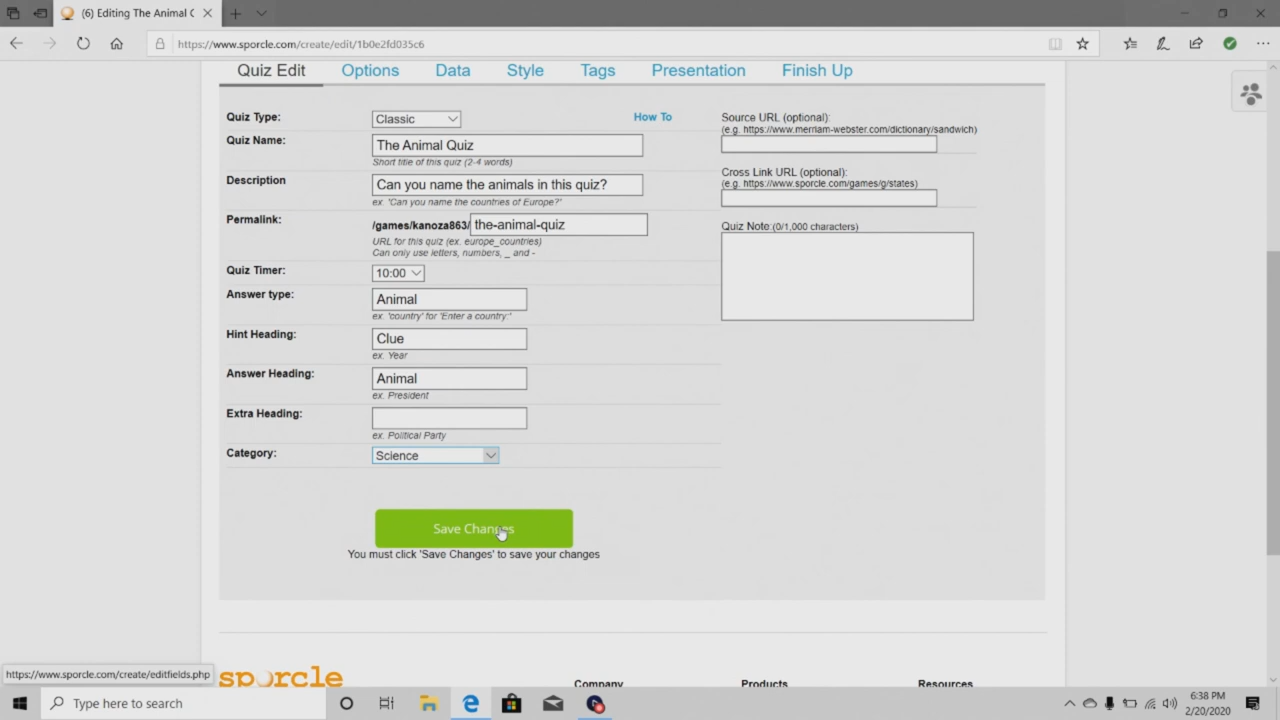 (6) Editing The Animal Q
https://www.sporcle.com/create/edit/1b0e2fd035c6
Quiz Edit Options Data Style Tags Presentation Finish Up
Quiz Type: Classic How To
Quiz Name: The Animal Quiz
Short title of this quiz (2-4 words)
Description Can you name the animals in this quiz?
ex. 'Can you name the countries of Europe?'
Permalink: /games/kanoza863/ the-animal-quiz
URL for this quiz (ex. europe_countries)
Can only use letters, numbers, _ and -
Quiz Timer: 10:00
Answer type: Animal
ex. 'country' for 'Enter a country:'
Hint Heading: Clue
ex. Year
Answer Heading: Animal
ex. President
Extra Heading:
ex. Political Party
Category: Science
Source URL (optional):
(e.g. https://www.merriam-webster.com/dictionary/sandwich)
Cross Link URL (optional):
(e.g. https://www.sporcle.com/games/g/states)
Quiz Note:(0/1,000 characters)
Save Changes
You must click 'Save Changes' to save your changes
https://www.sporcle.com/create/editfields.php
sporcle
Company Products Resources
Type here to search
6:38 PM
2/20/2020